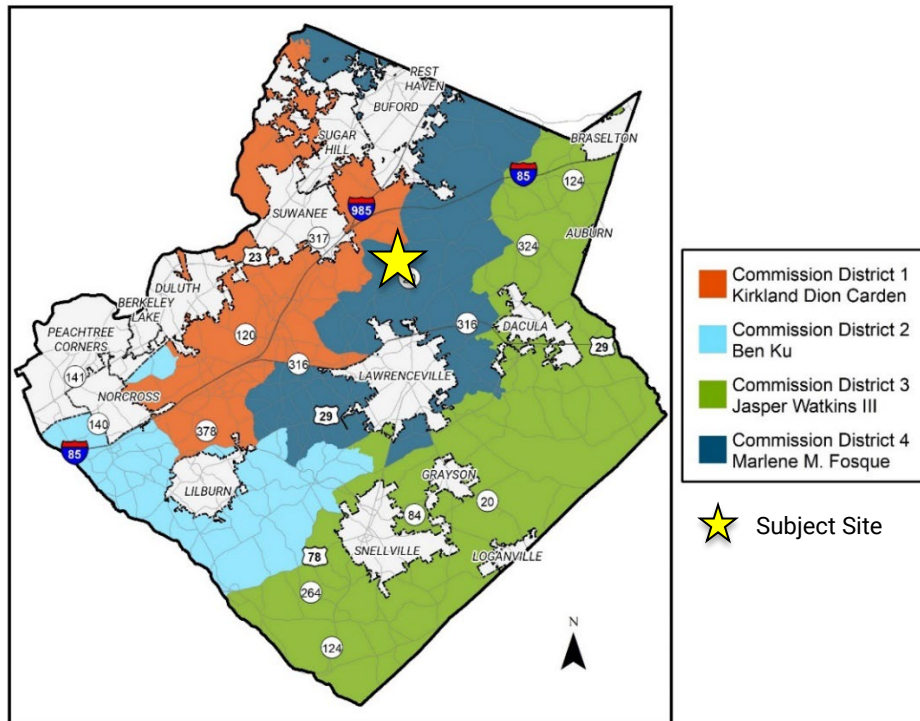 REST
HAVEN
BUFORD
BRASELTON
SUGAR
HILL
85
124
985
SUWANEE
317
324
AUBURN
23
DULUTH
BERKELEY
LAKE
PEACHTREE
CORNERS
120
316
DACULA
29
141
316
LAWRENCEVILLE
NORCROSS
29
140
378
85
LILBURN
GRAYSON
20
84
78
SNELLVILLE
LOGANVILLE
264
124
N
Commission District 1
Kirkland Dion Carden
Commission District 2
Ben Ku
Commission District 3
Jasper Watkins III
Commission District 4
Marlene M. Fosque
Subject Site